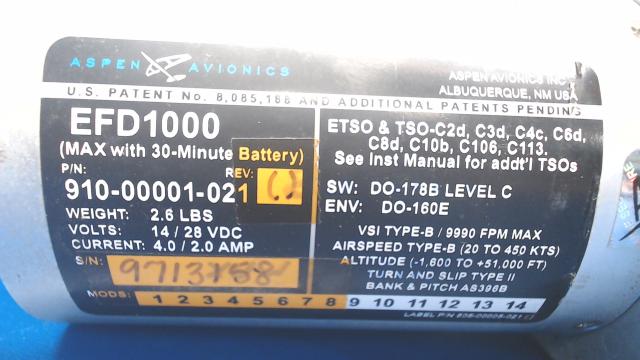 ASPEN AVIONICS
ASPEN AVIONICS INC.
ALBUQUERQUE, NM USA
U.S. PATENT No. 8,085,168 AND ADDITIONAL PATENTS PENDING
EFD1000
(MAX with 30-Minute Battery)
P/N: REV:
910-00001-021 ( )
WEIGHT: 2.6 LBS
VOLTS: 14 / 28 VDC
CURRENT: 4.0 / 2.0 AMP
S/N:
MODS: 1 2 3 4 5 6 7 8 9 10 11 12 13 14
ETSO & TSO-C2d, C3d, C4c, C6d,
C8d, C10b, C106, C113.
See Inst Manual for addt'l TSOs
SW: DO-178B LEVEL C
ENV: DO-160E
VSI TYPE-B / 9990 FPM MAX
AIRSPEED TYPE-B (20 TO 450 KTS)
ALTITUDE (-1,600 TO +51,000 FT)
TURN AND SLIP TYPE II
BANK & PITCH AS396B
LABEL P/N